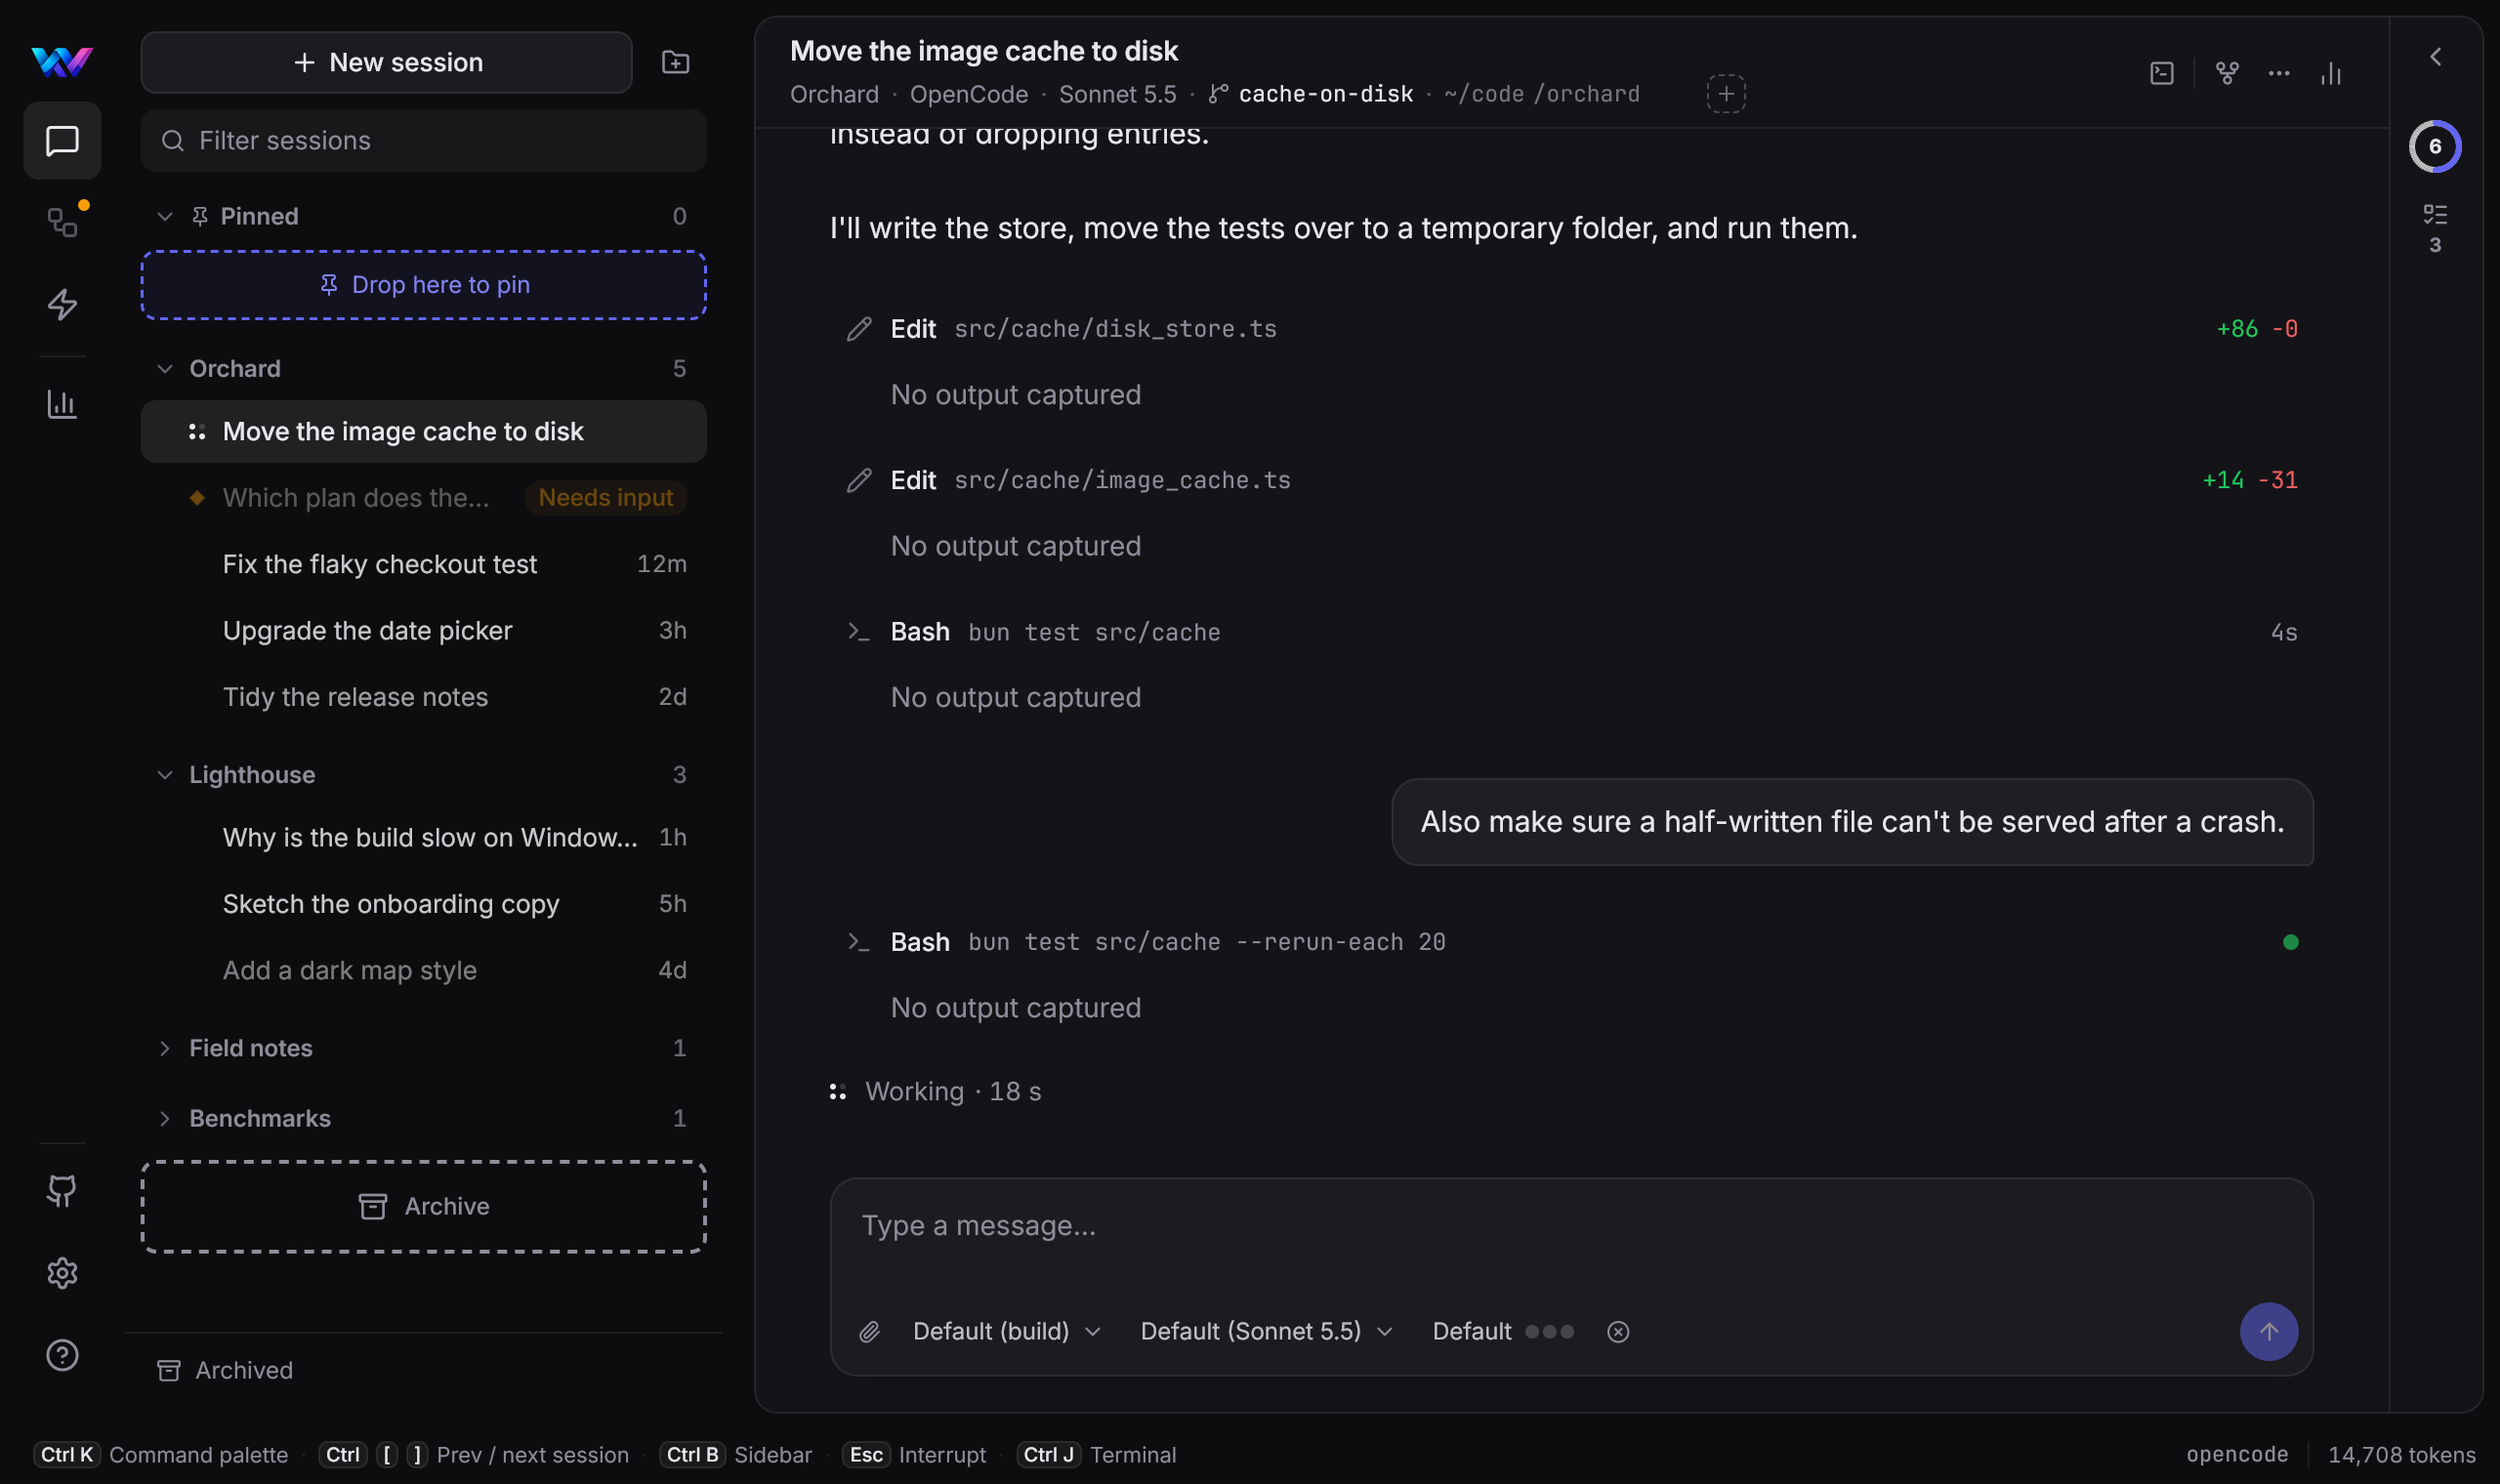 New session
Filter sessions
Pinned 0
Drop here to pin
Orchard 5
Move the image cache to disk
Which plan does the... Needs input
Fix the flaky checkout test 12m
Upgrade the date picker 3h
Tidy the release notes 2d
Lighthouse 3
Why is the build slow on Window... 1h
Sketch the onboarding copy 5h
Add a dark map style 4d
Field notes 1
Benchmarks 1
Archive
Archived
Move the image cache to disk
Orchard · OpenCode · Sonnet 5.5 · cache-on-disk · ~/code /orchard
instead of dropping entries.
I'll write the store, move the tests over to a temporary folder, and run them.
Edit src/cache/disk_store.ts +86 -0
No output captured
Edit src/cache/image_cache.ts +14 -31
No output captured
Bash bun test src/cache 4s
No output captured
Also make sure a half-written file can't be served after a crash.
Bash bun test src/cache --rerun-each 20
No output captured
Working · 18 s
Type a message...
Default (build) Default (Sonnet 5.5) Default
6
3
Ctrl K Command palette · Ctrl [ ] Prev / next session · Ctrl B Sidebar · Esc Interrupt · Ctrl J Terminal
opencode 14,708 tokens